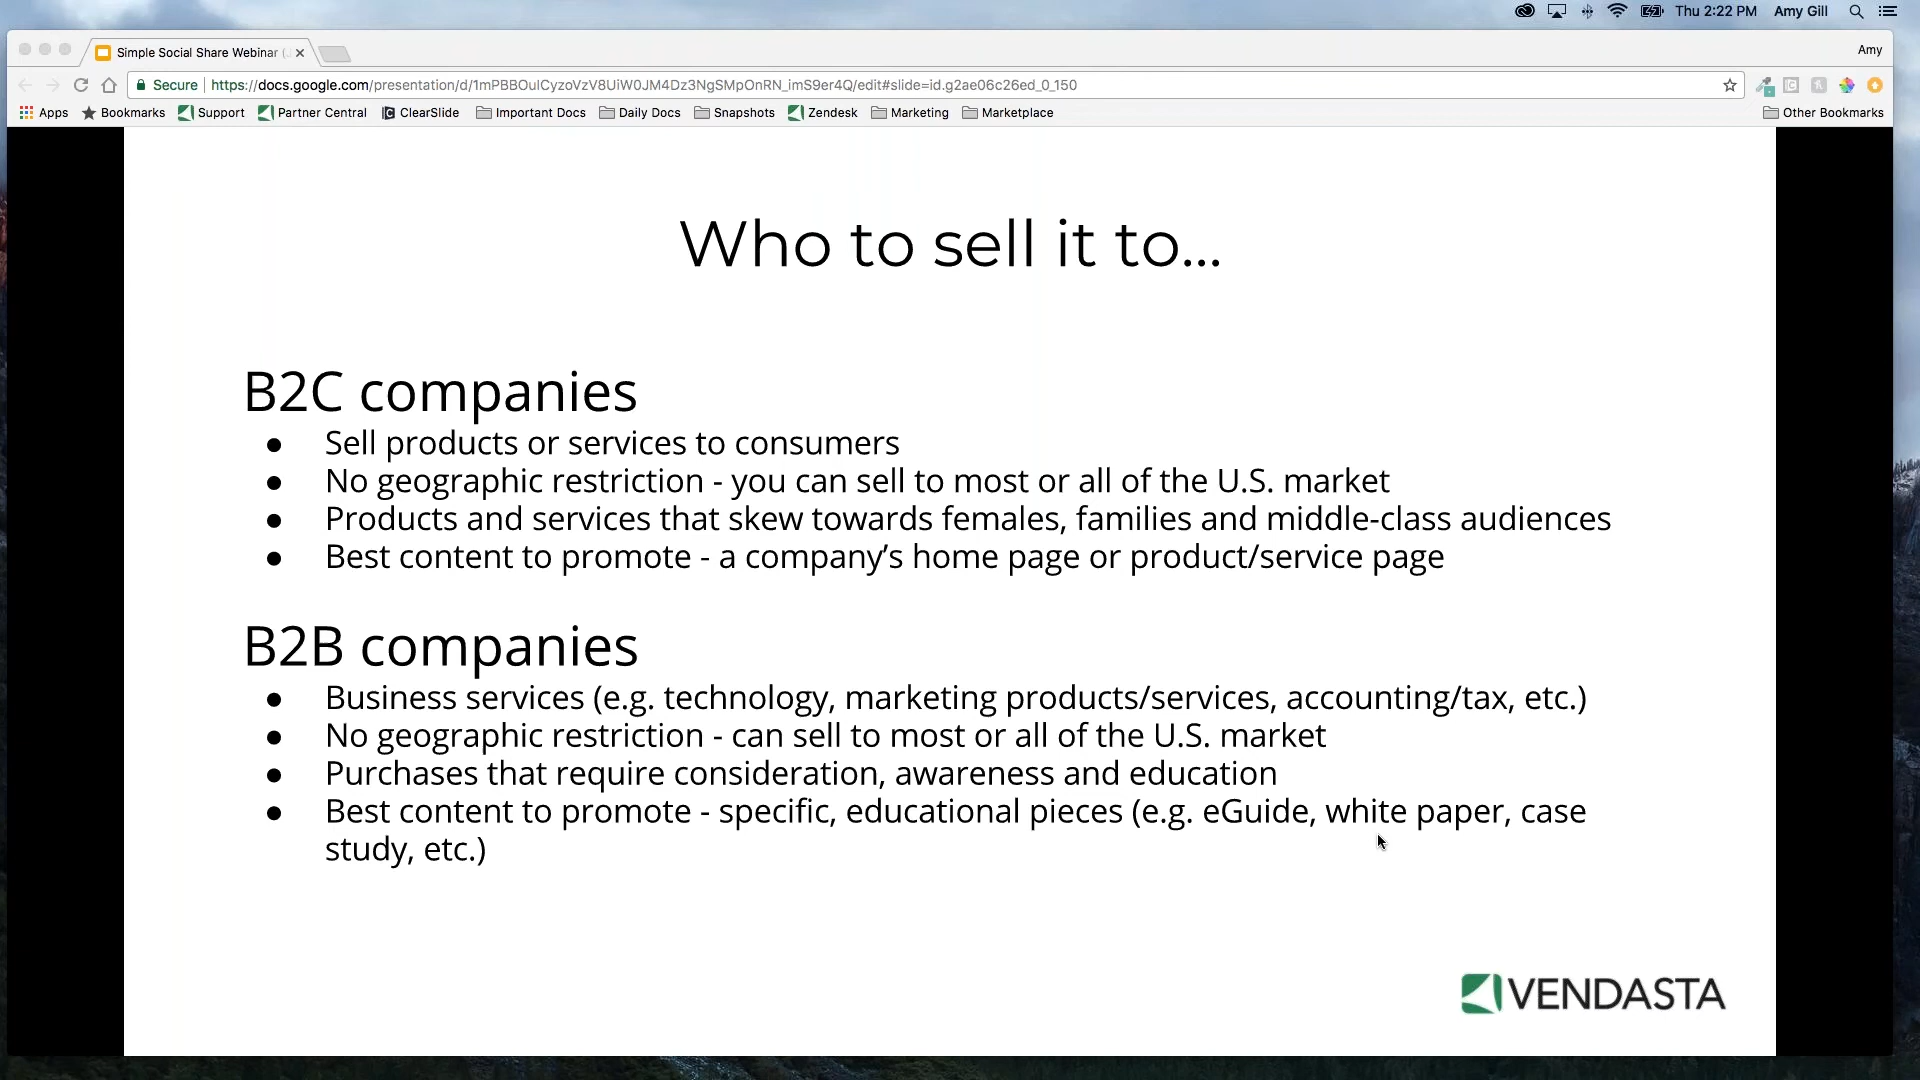 Thu 2:22 PM Amy Gill
Simple Social Share Webinar (
Amy
Secure https://docs.google.com/presentation/d/1mPBBOulCyzoVzV8UiW0JM4Dz3NgSMpOnRN_imS9er4Q/edit#slide=id.g2ae06c26ed_0_150
Apps Bookmarks Support Partner Central ClearSlide Important Docs Daily Docs Snapshots Zendesk Marketing Marketplace Other Bookmarks
Who to sell it to...
B2C companies
● Sell products or services to consumers
● No geographic restriction - you can sell to most or all of the U.S. market
● Products and services that skew towards females, families and middle-class audiences
● Best content to promote - a company’s home page or product/service page
B2B companies
● Business services (e.g. technology, marketing products/services, accounting/tax, etc.)
● No geographic restriction - can sell to most or all of the U.S. market
● Purchases that require consideration, awareness and education
● Best content to promote - specific, educational pieces (e.g. eGuide, white paper, case
study, etc.)
VENDASTA